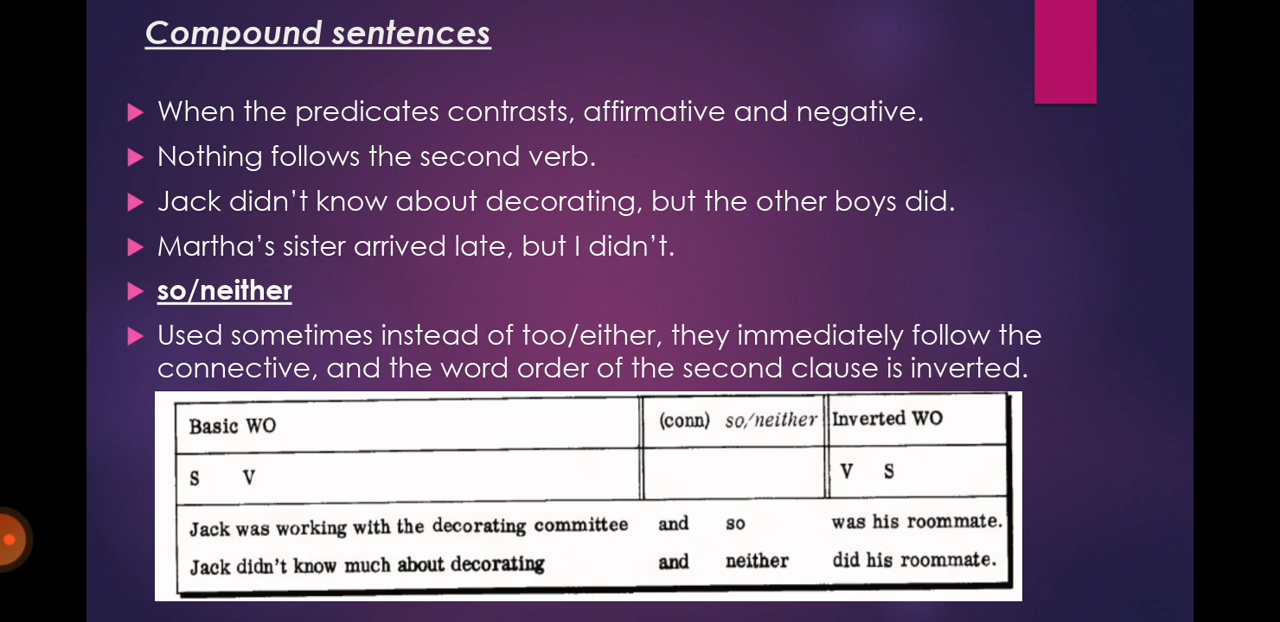 Compound sentences
When the predicates contrasts, affirmative and negative.
Nothing follows the second verb.
Jack didn't know about decorating, but the other boys did.
Martha's sister arrived late, but I didn't.
so/neither
Used sometimes instead of too/either, they immediately follow the
connective, and the word order of the second clause is inverted.
Basic WO (conn) so/neither Inverted WO
S V V S
Jack was working with the decorating committee and so was his roommate.
Jack didn't know much about decorating and neither did his roommate.